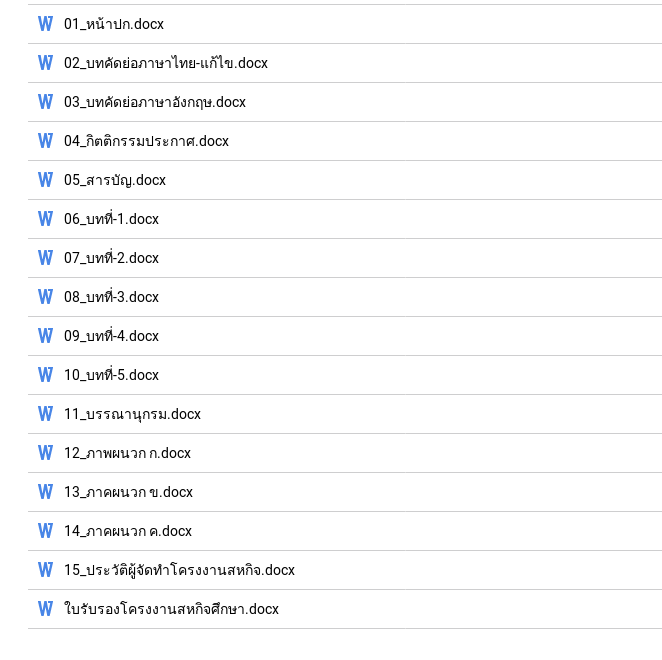 01_หน้าปก.docx
02_บทคัดย่อภาษาไทย-แก้ไข.docx
03_บทคัดย่อภาษาอังกฤษ.docx
04_กิตติกรรมประกาศ.docx
05_สารบัญ.docx
06_บทที่-1.docx
07_บทที่-2.docx
08_บทที่-3.docx
09_บทที่-4.docx
10_บทที่-5.docx
11_บรรณานุกรม.docx
12_ภาพผนวก ก.docx
13_ภาคผนวก ข.docx
14_ภาคผนวก ค.docx
15_ประวัติผู้จัดทำโครงงานสหกิจ.docx
ใบรับรองโครงงานสหกิจศึกษา.docx